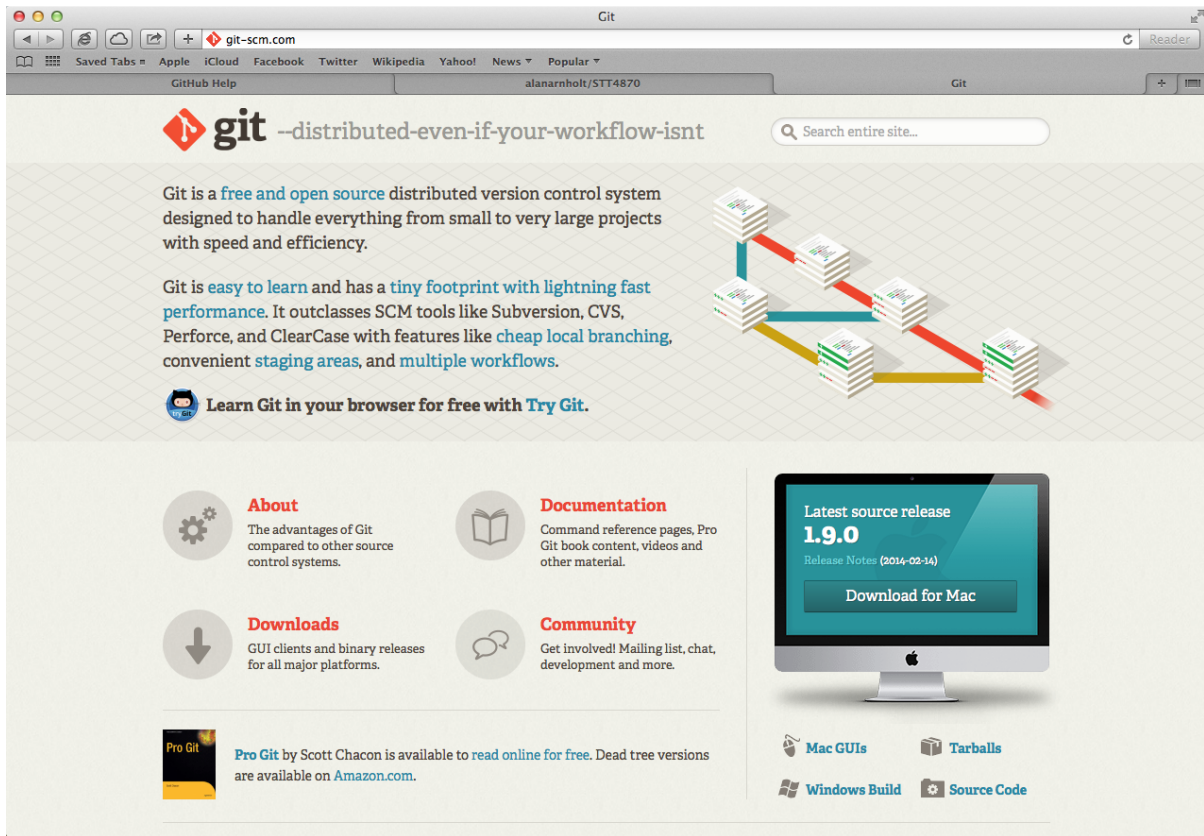 Git
git-scm.com
Reader
Saved Tabs Apple iCloud Facebook Twitter Wikipedia Yahoo! News Popular
GitHub Help
alanarnholt/STT4870
Git
git --distributed-even-if-your-workflow-isnt
Search entire site...
Git is a free and open source distributed version control system
designed to handle everything from small to very large projects
with speed and efficiency.
Git is easy to learn and has a tiny footprint with lightning fast
performance. It outclasses SCM tools like Subversion, CVS,
Perforce, and ClearCase with features like cheap local branching,
convenient staging areas, and multiple workflows.
try Git
Learn Git in your browser for free with Try Git.
About
The advantages of Git
compared to other source
control systems.
Documentation
Command reference pages, Pro
Git book content, videos and
other material.
Downloads
GUI clients and binary releases
for all major platforms.
Community
Get involved! Mailing list, chat,
development and more.
Latest source release
1.9.0
Release Notes (2014-02-14)
Download for Mac
Pro Git
Pro Git by Scott Chacon is available to read online for free. Dead tree versions
are available on Amazon.com.
Mac GUIs
Tarballs
Windows Build
Source Code